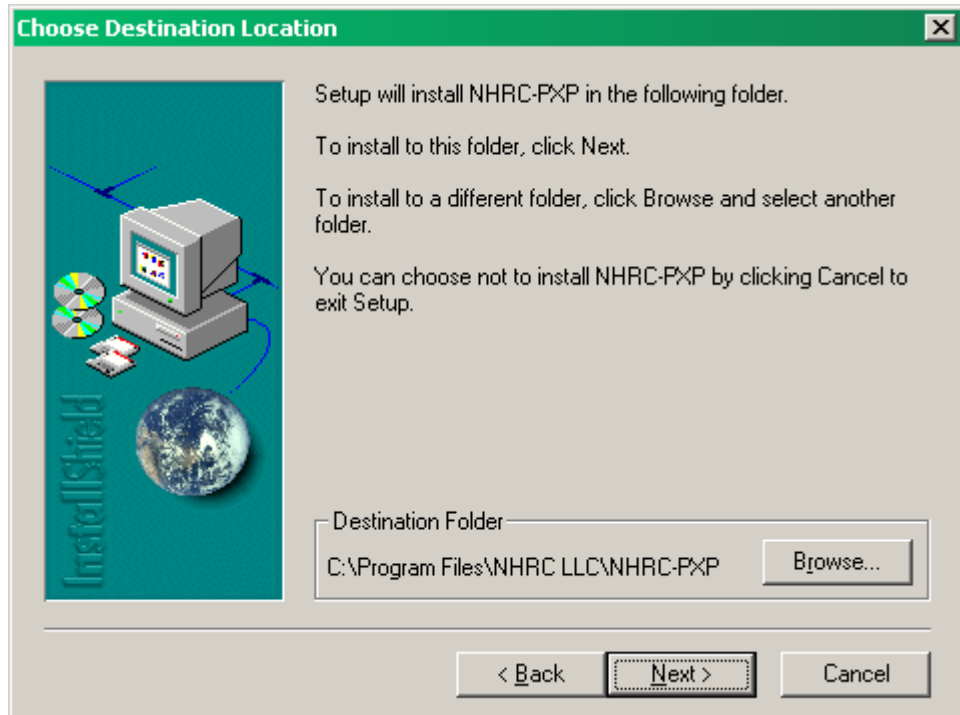 Choose Destination Location
Setup will install NHRC-PXP in the following folder.
To install to this folder, click Next.
To install to a different folder, click Browse and select another
folder.
You can choose not to install NHRC-PXP by clicking Cancel to
exit Setup.
InstallShield
Destination Folder
C:\Program Files\NHRC LLC\NHRC-PXP
Browse...
< Back
Next >
Cancel